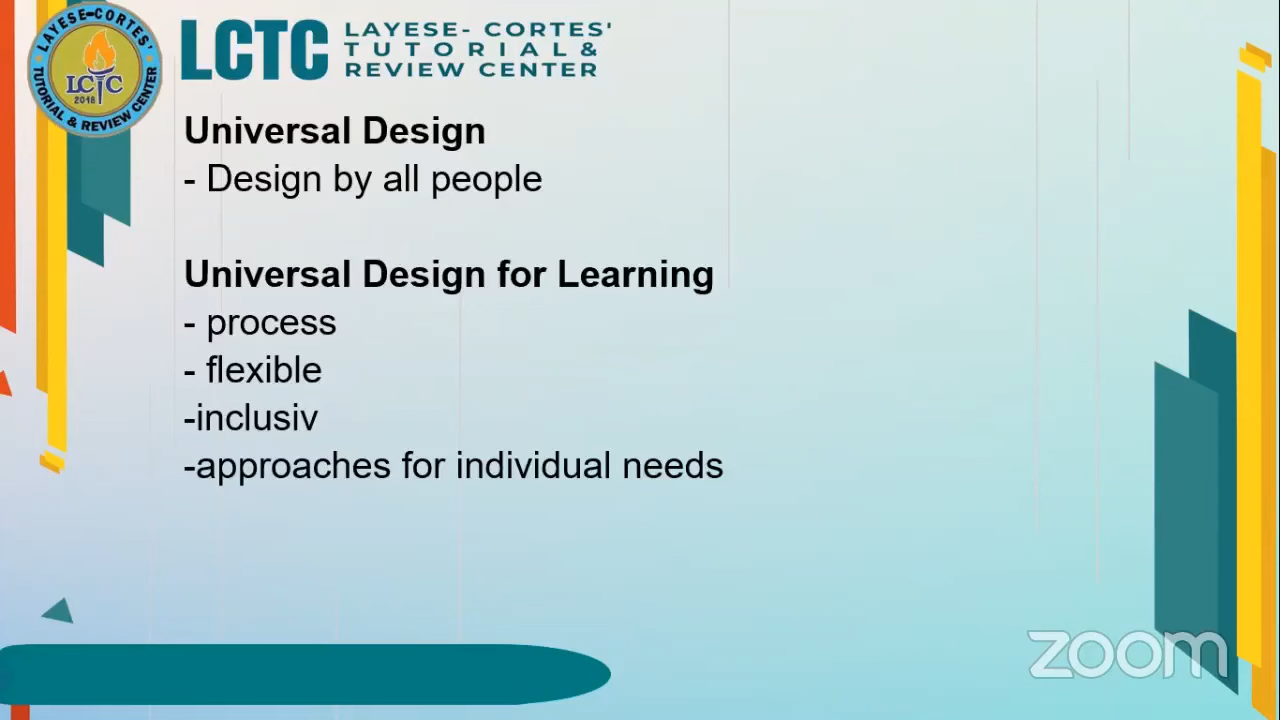 LAYESE-CORTES'
LCTC
2018
TUTORIAL & REVIEW CENTER
LCTC
LAYESE- CORTES'
TUTORIAL &
REVIEW CENTER
Universal Design
- Design by all people
Universal Design for Learning
- process
- flexible
-inclusiv
-approaches for individual needs
zoom